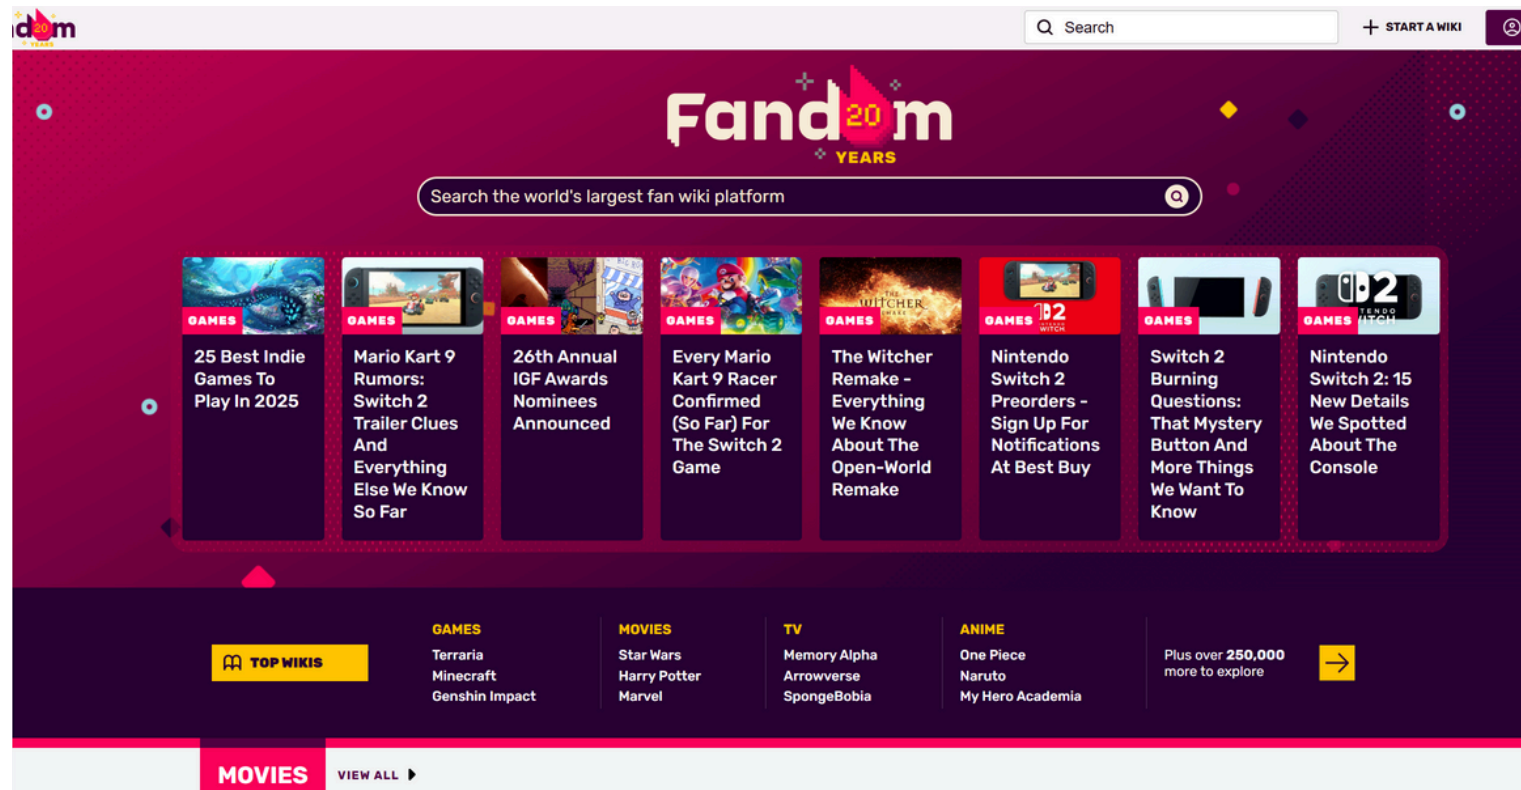 dom
20
YEARS
Search
START A WIKI
Fandom
20
YEARS
Search the world's largest fan wiki platform
GAMES
25 Best Indie
Games To
Play In 2025
GAMES
Mario Kart 9
Rumors:
Switch 2
Trailer Clues
And
Everything
Else We Know
So Far
GAMES
26th Annual
IGF Awards
Nominees
Announced
GAMES
Every Mario
Kart 9 Racer
Confirmed
(So Far) For
The Switch 2
Game
THE
WITCHER
GAMES
The Witcher
Remake -
Everything
We Know
About The
Open-World
Remake
2
GAMES
Nintendo
Switch 2
Preorders -
Sign Up For
Notifications
At Best Buy
GAMES
Switch 2
Burning
Questions:
That Mystery
Button And
More Things
We Want To
Know
2
GAMES
Nintendo
Switch 2: 15
New Details
We Spotted
About The
Console
TOP WIKIS
GAMES
Terraria
Minecraft
Genshin Impact
MOVIES
Star Wars
Harry Potter
Marvel
TV
Memory Alpha
Arrowverse
SpongeBobia
ANIME
One Piece
Naruto
My Hero Academia
Plus over 250,000
more to explore
MOVIES
VIEW ALL